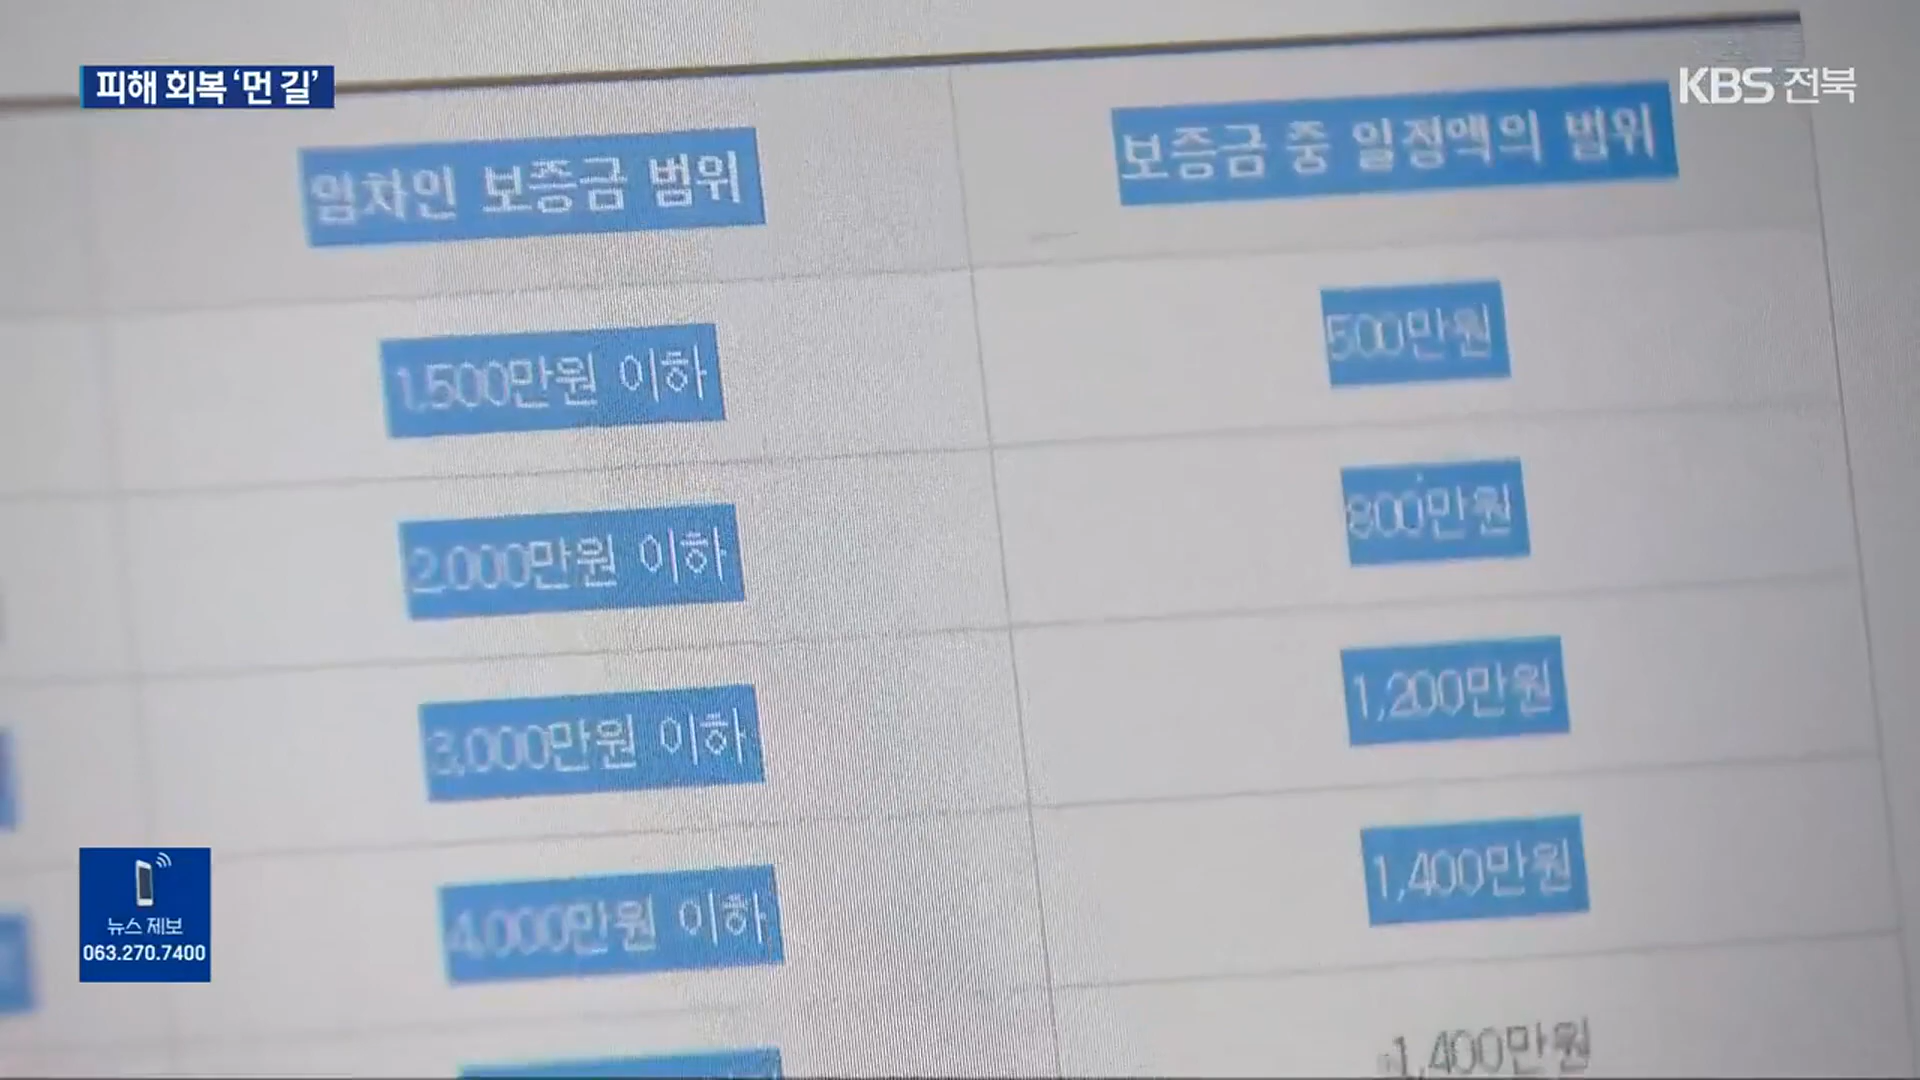 피해 회복 ‘먼 길’
KBS 전북
임차인 보증금 범위
보증금 중 일정액의 범위
1,500만원 이하
500만원
2,000만원 이하
800만원
3,000만원 이하
1,200만원
4,000만원 이하
1,400만원
1,400만원
뉴스 제보
063.270.7400